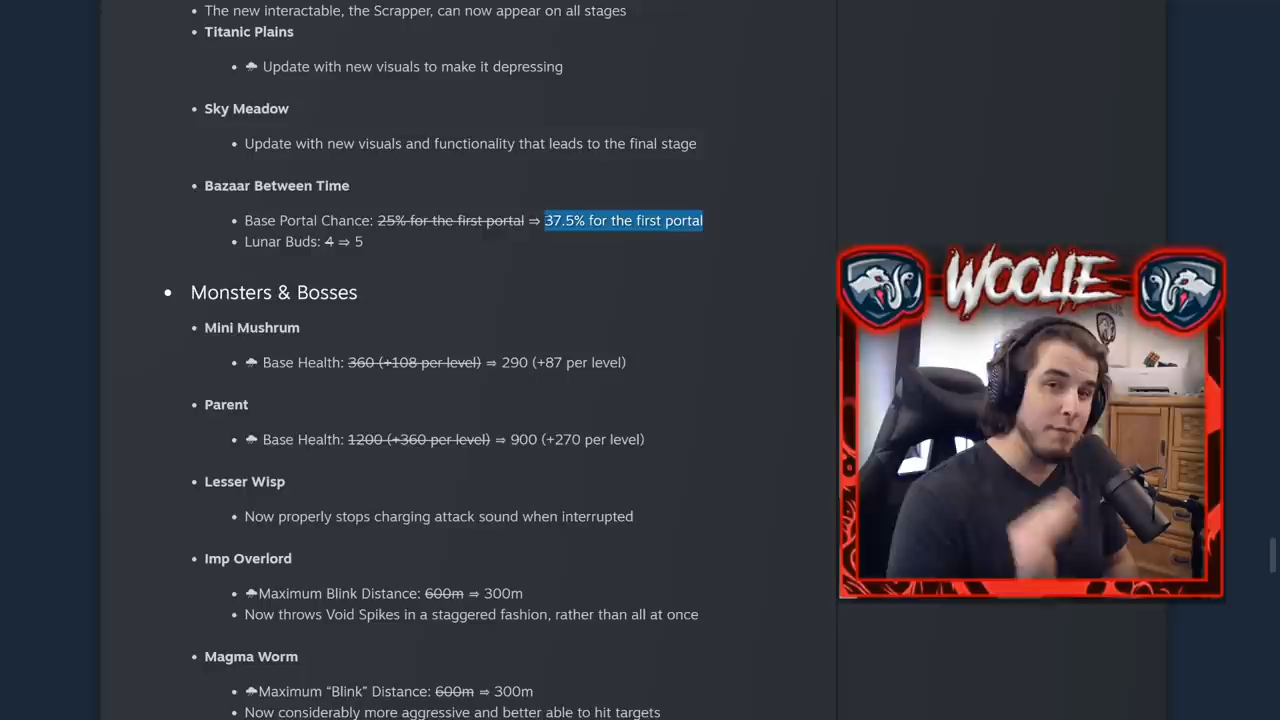 The new interactable, the Scrapper, can now appear on all stages
Titanic Plains
Update with new visuals to make it depressing
Sky Meadow
Update with new visuals and functionality that leads to the final stage
Bazaar Between Time
Base Portal Chance: 25% for the first portal ⇒ 37.5% for the first portal
Lunar Buds: 4 ⇒ 5
Monsters & Bosses
Mini Mushrum
Base Health: 360 (+108 per level) ⇒ 290 (+87 per level)
Parent
Base Health: 1200 (+360 per level) ⇒ 900 (+270 per level)
Lesser Wisp
Now properly stops charging attack sound when interrupted
Imp Overlord
Maximum Blink Distance: 600m ⇒ 300m
Now throws Void Spikes in a staggered fashion, rather than all at once
Magma Worm
Maximum “Blink” Distance: 600m ⇒ 300m
Now considerably more aggressive and better able to hit targets
WOOLIE